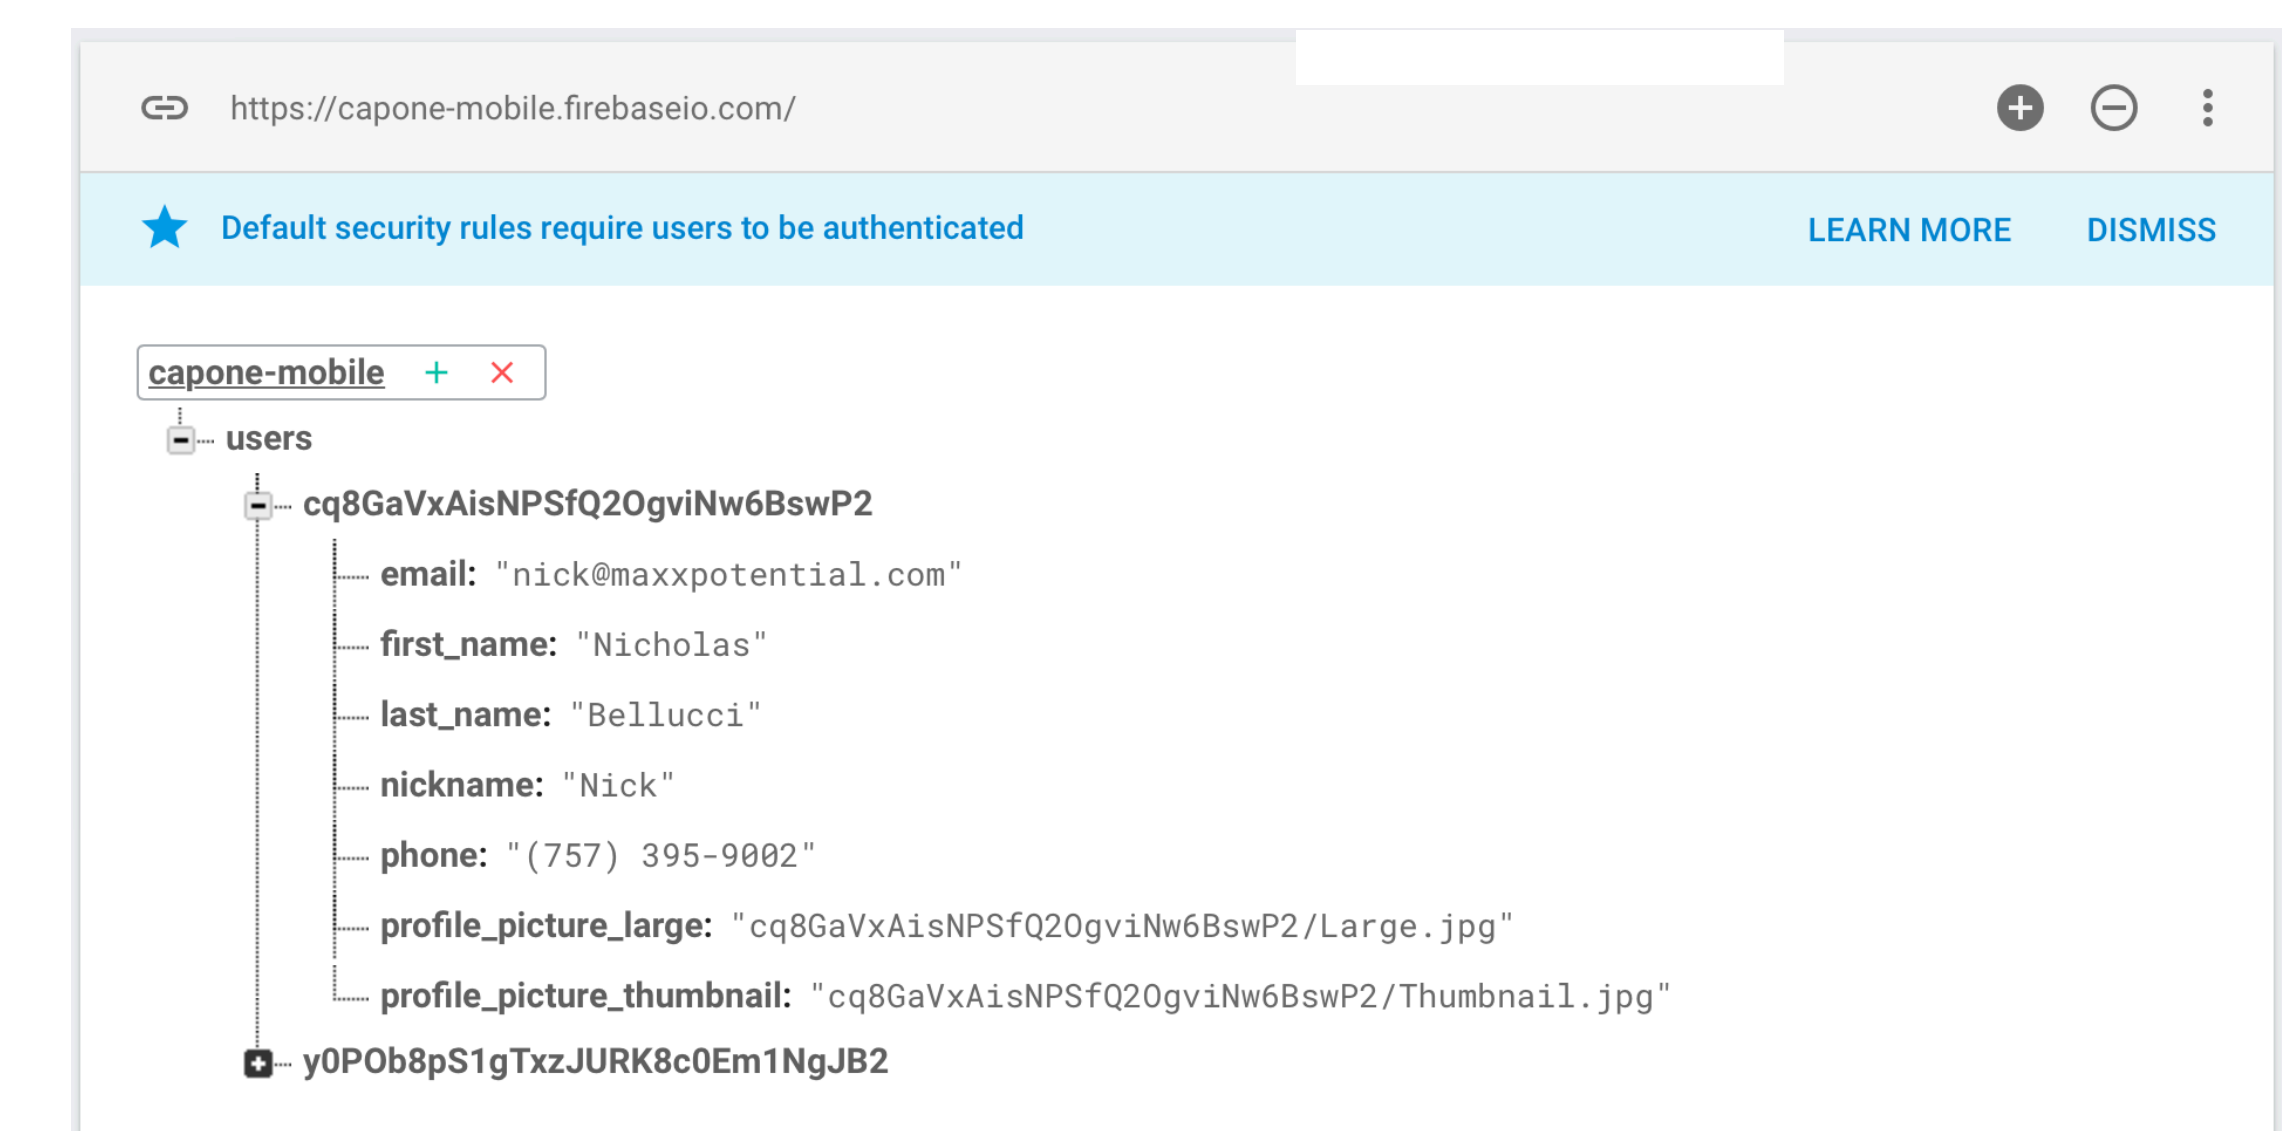 https://capone-mobile.firebaseio.com/
Default security rules require users to be authenticated LEARN MORE DISMISS
capone-mobile
users
cq8GaVxAisNPSfQ2OgviNw6BswP2
email: "nick@maxxpotential.com"
first_name: "Nicholas"
last_name: "Bellucci"
nickname: "Nick"
phone: "(757) 395-9002"
profile_picture_large: "cq8GaVxAisNPSfQ2OgviNw6BswP2/Large.jpg"
profile_picture_thumbnail: "cq8GaVxAisNPSfQ2OgviNw6BswP2/Thumbnail.jpg"
y0POb8pS1gTxzJURK8c0Em1NgJB2